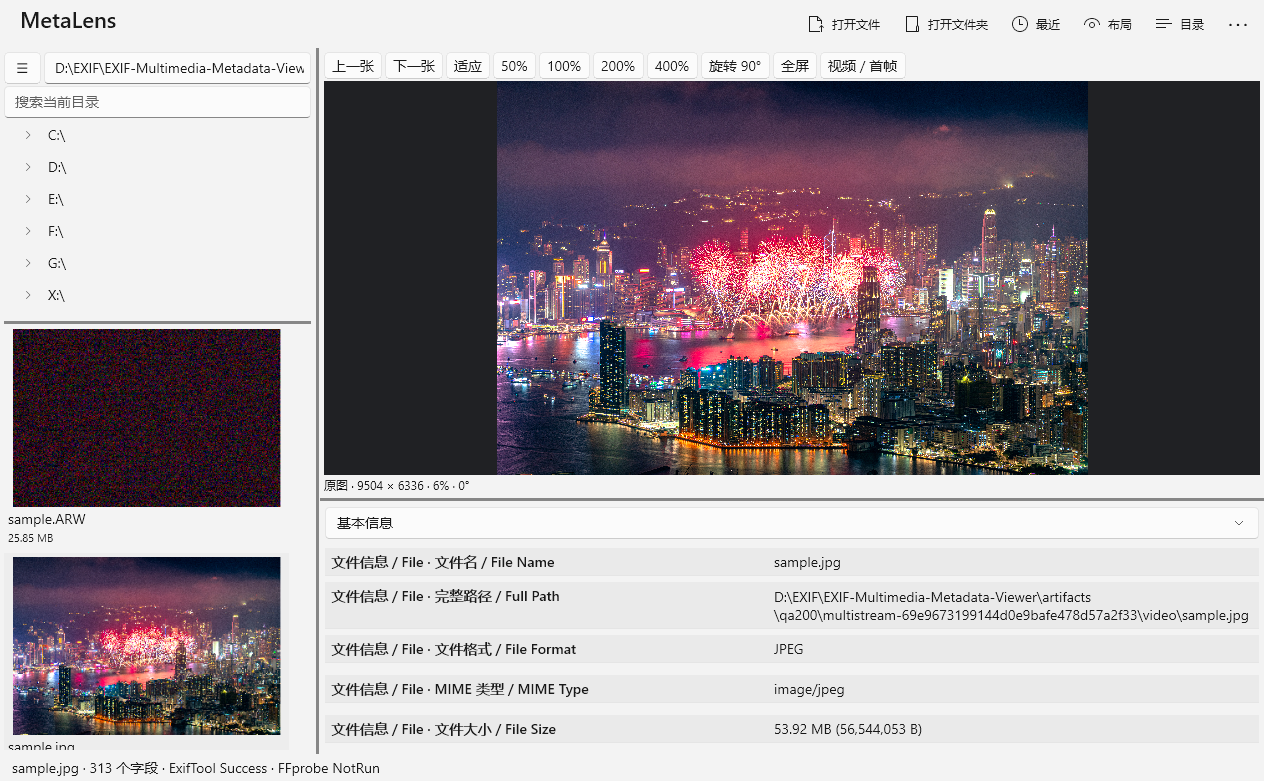 MetaLens
打开文件 打开文件夹 最近 布局 目录 ···
D:\EXIF\EXIF-Multimedia-Metadata-View
搜索当前目录
C:\
D:\
E:\
F:\
G:\
X:\
sample.ARW
25.85 MB
sample.jpg
上一张 下一张 适应 50% 100% 200% 400% 旋转 90° 全屏 视频 / 首帧
原图 · 9504 × 6336 · 6% · 0°
基本信息
文件信息 / File · 文件名 / File Name sample.jpg
文件信息 / File · 完整路径 / Full Path D:\EXIF\EXIF-Multimedia-Metadata-Viewer\artifacts
\qa200\multistream-69e9673199144d0e9bafe478d57a2f33\video\sample.jpg
文件信息 / File · 文件格式 / File Format JPEG
文件信息 / File · MIME 类型 / MIME Type image/jpeg
文件信息 / File · 文件大小 / File Size 53.92 MB (56,544,053 B)
sample.jpg · 313 个字段 · ExifTool Success · FFprobe NotRun